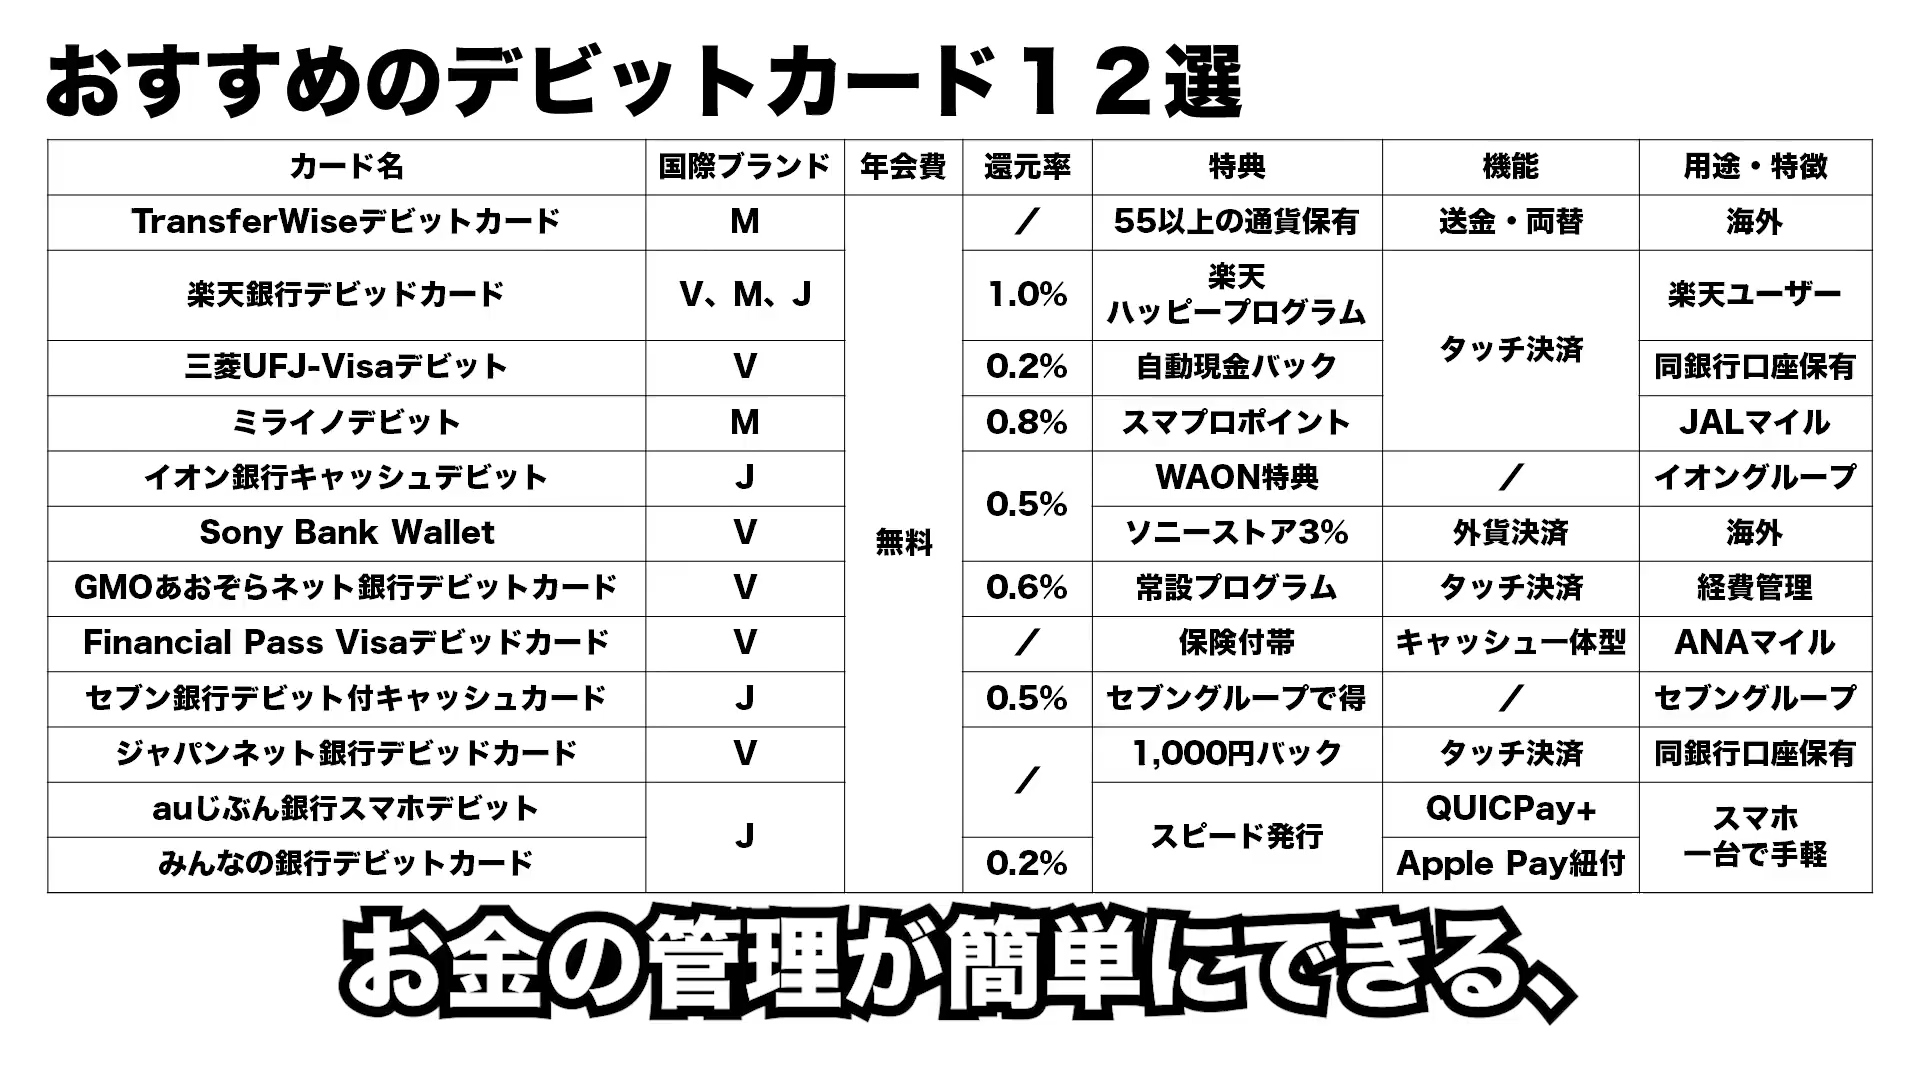 おすすめのデビットカード１２選
カード名 国際ブランド 年会費 還元率 特典 機能 用途・特徴
TransferWiseデビットカード M ／ 55以上の通貨保有 送金・両替 海外
楽天銀行デビッドカード V、M、J 1.0% 楽天 ハッピープログラム タッチ決済 楽天ユーザー
三菱UFJ-Visaデビット V 0.2% 自動現金バック 同銀行口座保有
ミライノデビット M 0.8% スマプロポイント JALマイル
イオン銀行キャッシュデビット J 0.5% WAON特典 ／ イオングループ
Sony Bank Wallet V 無料 ソニーストア3% 外貨決済 海外
GMOあおぞらネット銀行デビットカード V 0.6% 常設プログラム タッチ決済 経費管理
Financial Pass Visaデビッドカード V ／ 保険付帯 キャッシュ一体型 ANAマイル
セブン銀行デビット付キャッシュカード J 0.5% セブングループで得 ／ セブングループ
ジャパンネット銀行デビッドカード V ／ 1,000円バック タッチ決済 同銀行口座保有
auじぶん銀行スマホデビット J スピード発行 QUICPay+ スマホ
みんなの銀行デビットカード 0.2% Apple Pay紐付 一台で手軽
お金の管理が簡単にできる、